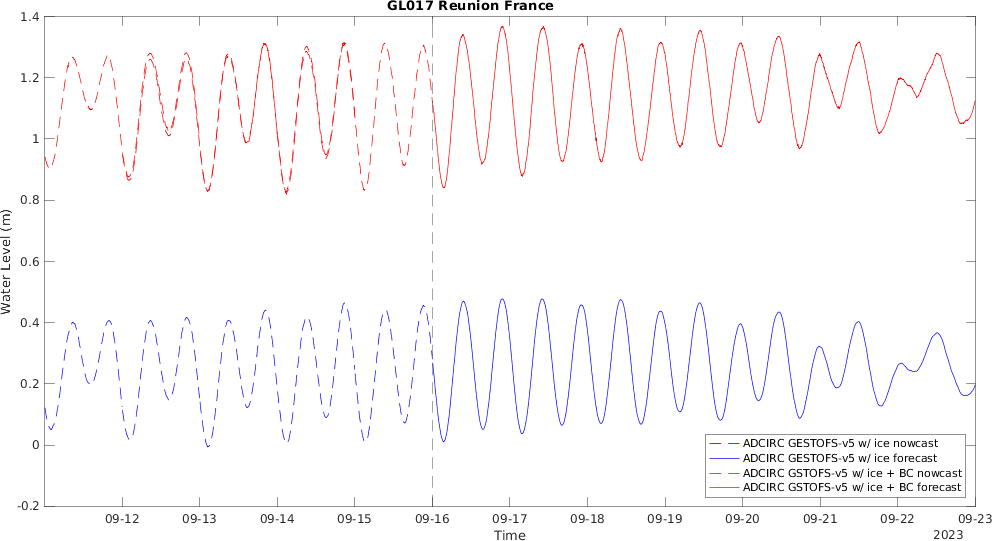 GL017 Reunion France
1.4
1.2
1
0.8
0.6
0.4
0.2
0
-0.2
Water Level (m)
09-12 09-13 09-14 09-15 09-16 09-17 09-18 09-19 09-20 09-21 09-22 09-23
Time
2023
ADCIRC GESTOFS-v5 w/ ice nowcast
ADCIRC GESTOFS-v5 w/ ice forecast
ADCIRC GSTOFS-v5 w/ ice + BC nowcast
ADCIRC GSTOFS-v5 w/ ice + BC forecast